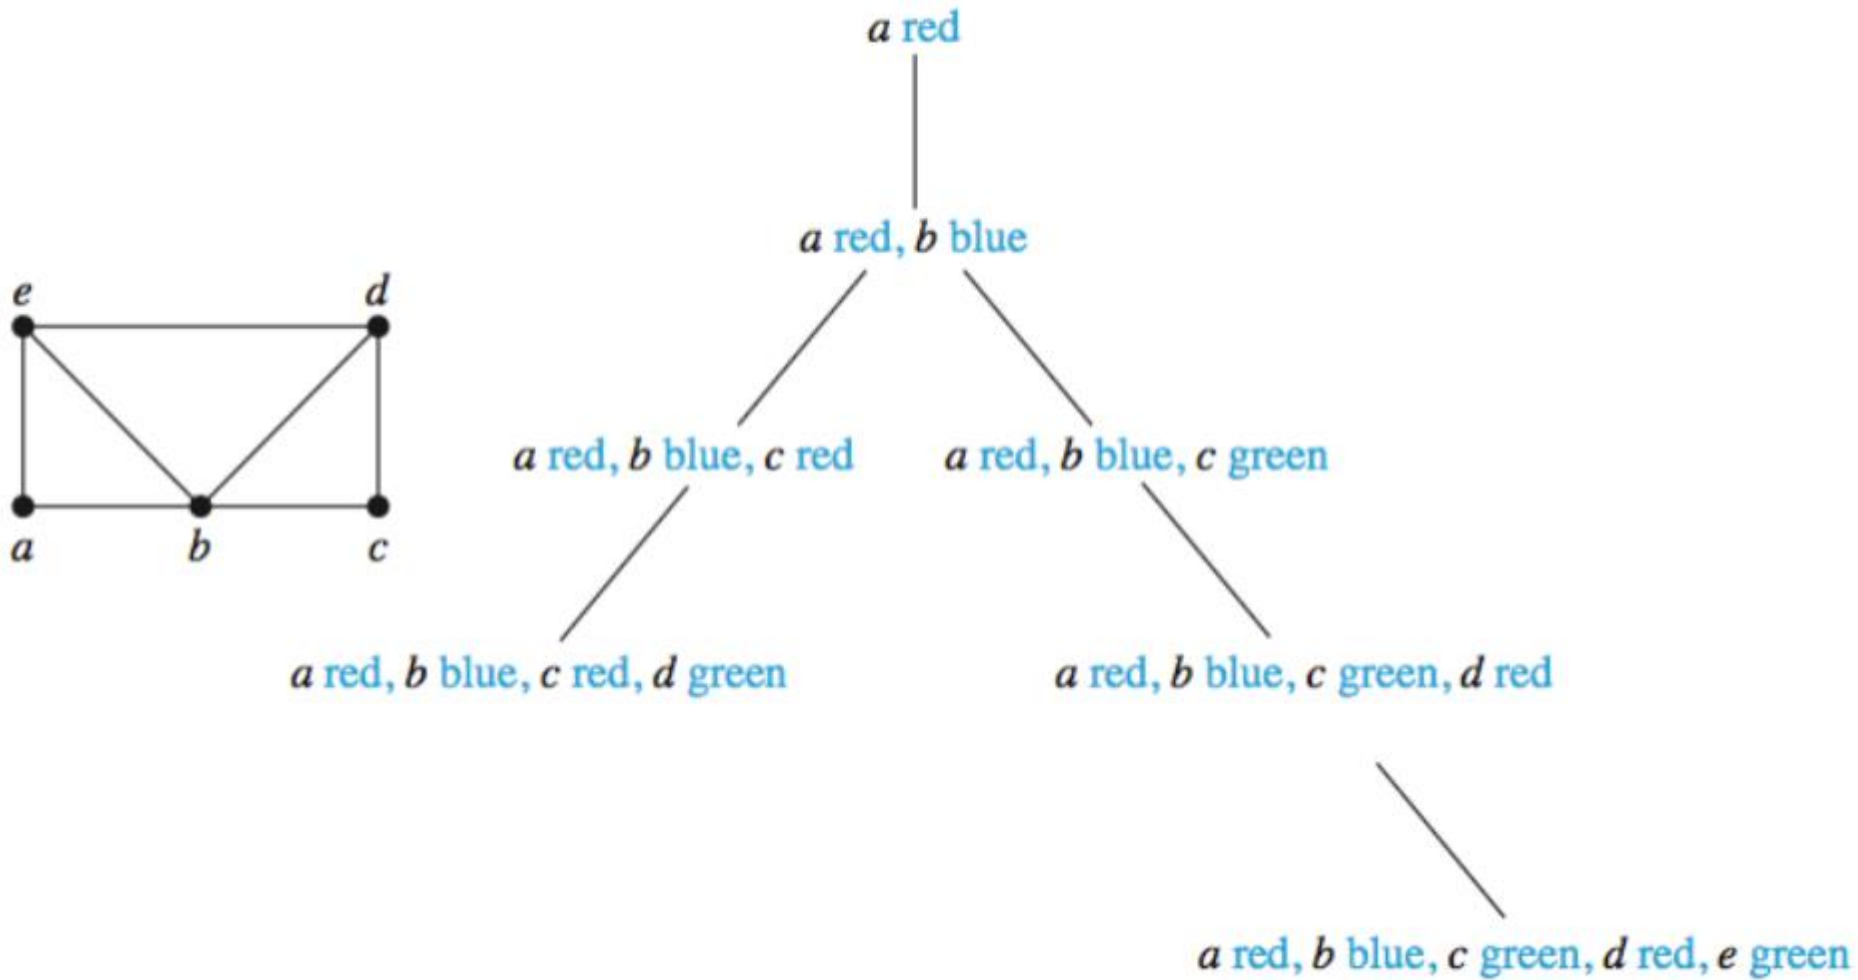 a red
a red, b blue
e
d
a red, b blue, c red
a red, b blue, c green
a
b
c
a red, b blue, c red, d green
a red, b blue, c green, d red
a red, b blue, c green, d red, e green